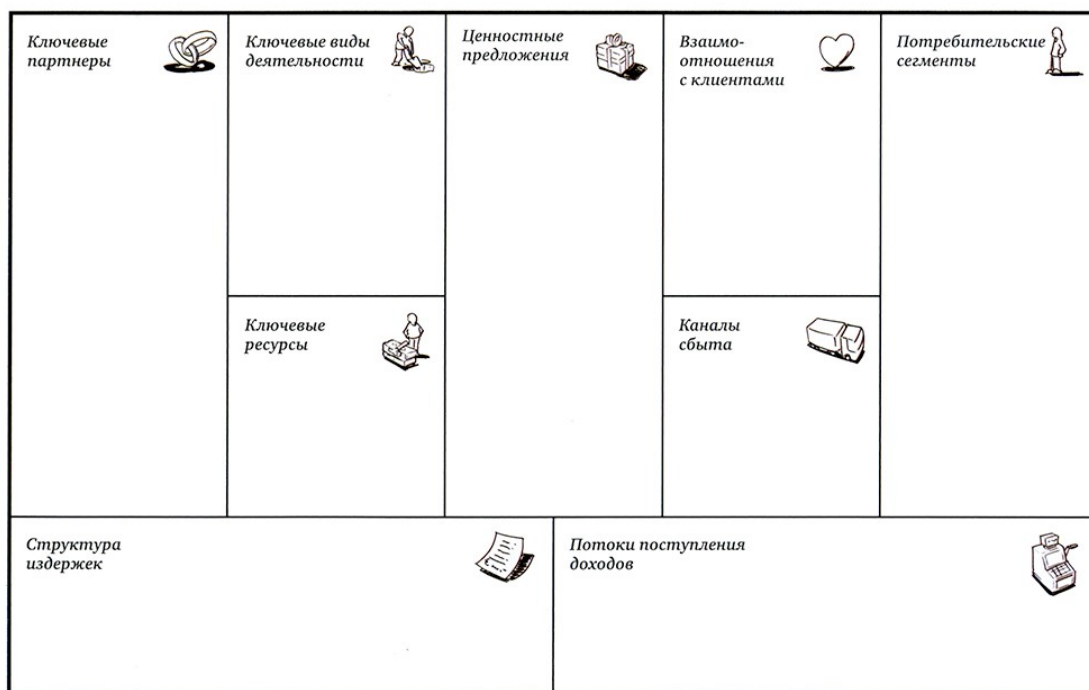 Ключевые
партнеры
Ключевые виды
деятельности
Ценностные
предложения
Взаимо-
отношения
с клиентами
Потребительские
сегменты
Ключевые
ресурсы
Каналы
сбыта
Структура
издержек
Потоки поступления
доходов